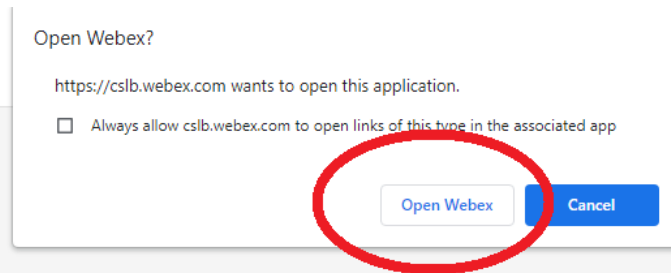 Open Webex?
https://cslb.webex.com wants to open this application.
Always allow cslb.webex.com to open links of this type in the associated app
Open Webex Cancel